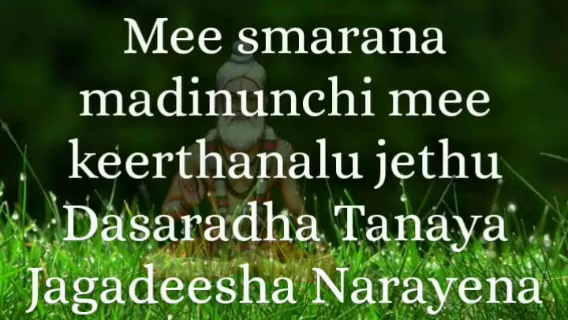 Mee smarana
madinunchi mee
keerthanalu jethu
Dasaradha Tanaya
Jagadeesha Narayena